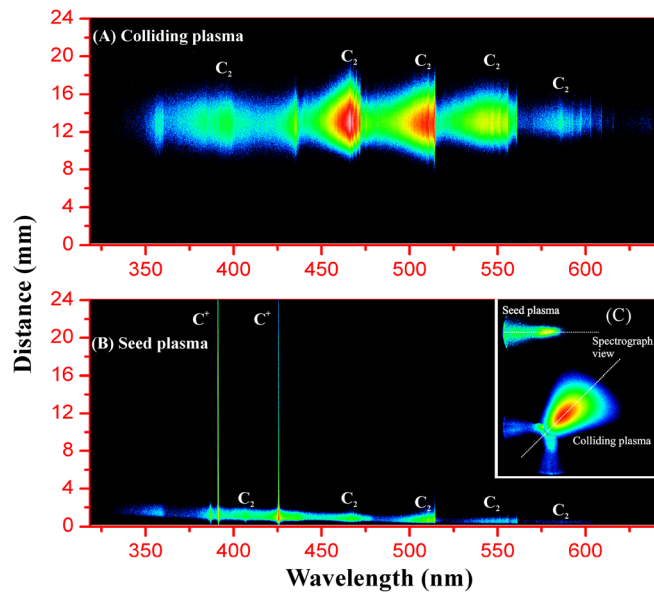 (A) Colliding plasma
C₂
C₂
C₂
C₂
C₂
24
20
16
12
8
4
0
350
400
450
500
550
600
Distance (mm)
(B) Seed plasma
C⁺
C⁺
C₂
C₂
C₂
C₂
C₂
24
20
16
12
8
4
0
(C)
Seed plasma
Spectrograph
view
Colliding plasma
350
400
450
500
550
600
Wavelength (nm)